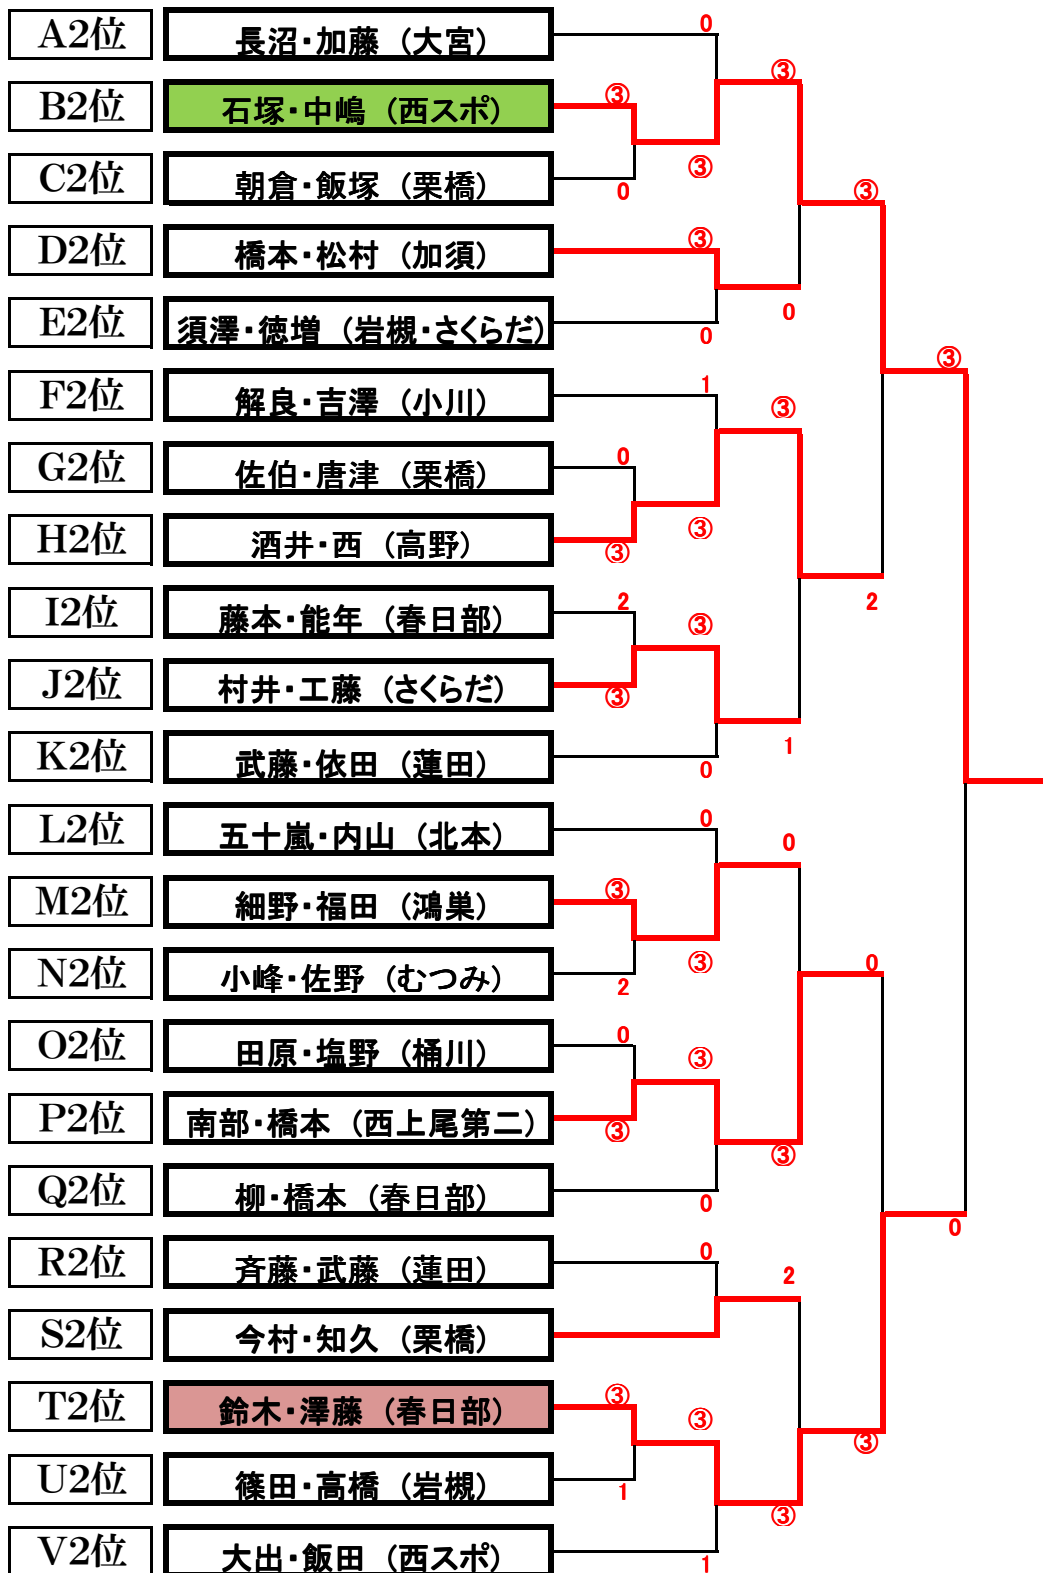 A2位 長沼・加藤（大宮） 0
B2位 石塚・中嶋（西スポ） ③ ③ ③
C2位 朝倉・飯塚（栗橋） 0 ③ ③
D2位 橋本・松村（加須） ③
E2位 須澤・徳増（岩槻・さくらだ） 0 0 ③
F2位 解良・吉澤（小川） 1 ③
G2位 佐伯・唐津（栗橋） 0
H2位 酒井・西（高野） ③ ③
I2位 藤本・能年（春日部） 2 ③ 2
J2位 村井・工藤（さくらだ） ③
K2位 武藤・依田（蓮田） 0 1
L2位 五十嵐・内山（北本） 0 0
M2位 細野・福田（鴻巣） ③
N2位 小峰・佐野（むつみ） 2 ③ 0
O2位 田原・塩野（桶川） 0 ③
P2位 南部・橋本（西上尾第二） ③ ③
Q2位 柳・橋本（春日部） 0 0
R2位 斉藤・武藤（蓮田） 0 2
S2位 今村・知久（栗橋）
T2位 鈴木・澤藤（春日部） ③ ③ ③
U2位 篠田・高橋（岩槻） 1 ③
V2位 大出・飯田（西スポ） 1